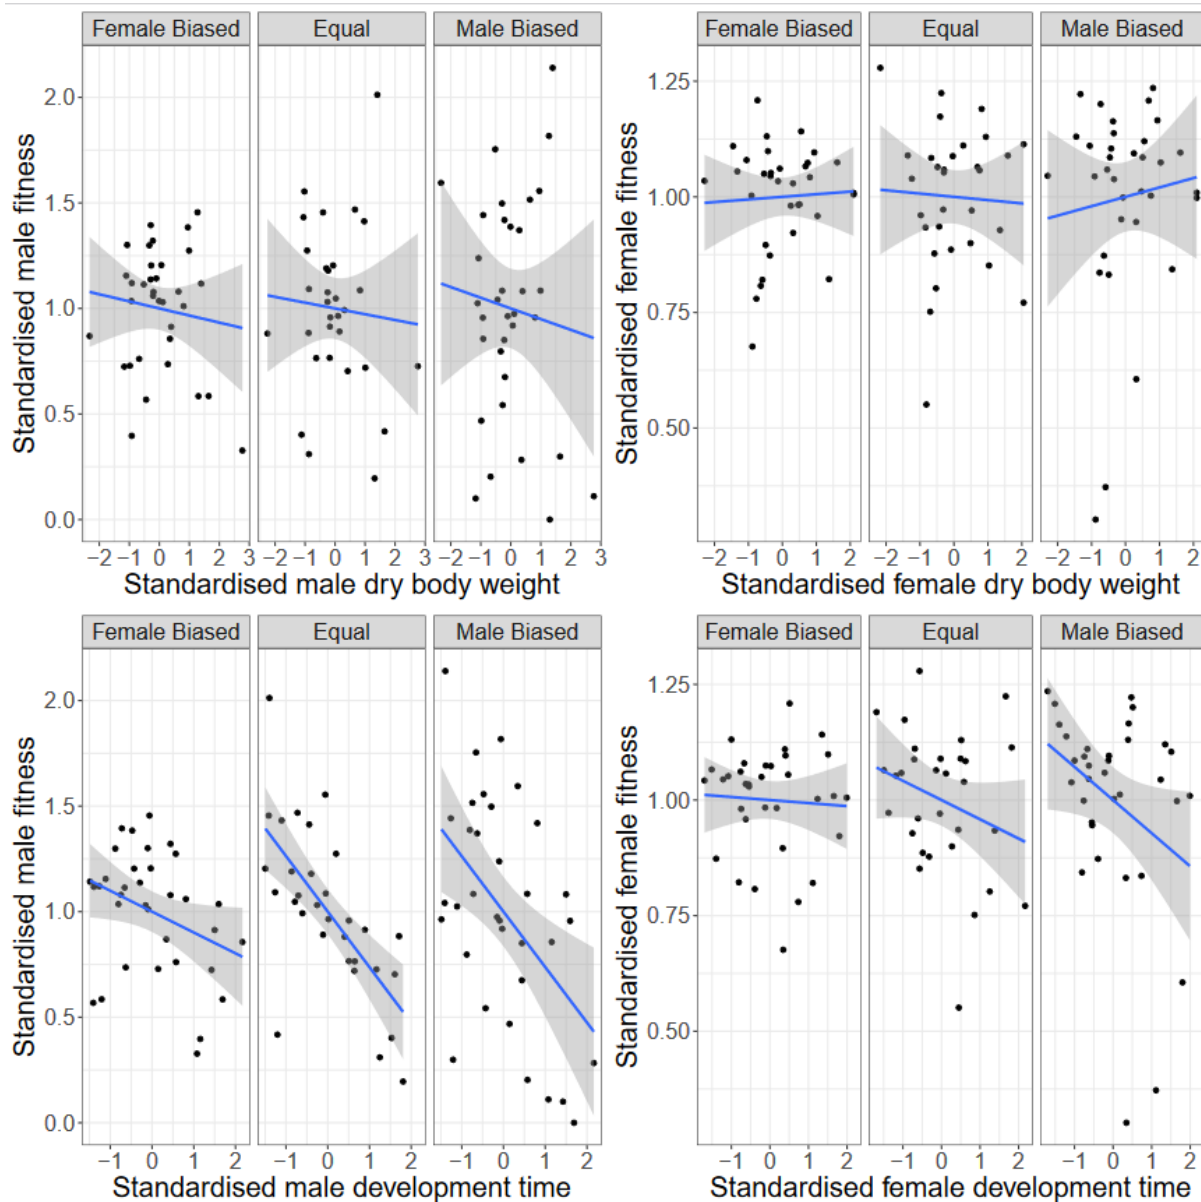 Female Biased Equal Male Biased
Standardised male fitness
2.0
1.5
1.0
0.5
0.0
−2 −1 0 1 2 3 −2 −1 0 1 2 3 −2 −1 0 1 2 3
Standardised male dry body weight
Female Biased Equal Male Biased
Standardised female fitness
1.25
1.00
0.75
0.50
−2 −1 0 1 2 −2 −1 0 1 2 −2 −1 0 1 2
Standardised female dry body weight
Female Biased Equal Male Biased
Standardised male fitness
2.0
1.5
1.0
0.5
0.0
−1 0 1 2 −1 0 1 2 −1 0 1 2
Standardised male development time
Female Biased Equal Male Biased
Standardised female fitness
1.25
1.00
0.75
0.50
−1 0 1 2 −1 0 1 2 −1 0 1 2
Standardised female development time